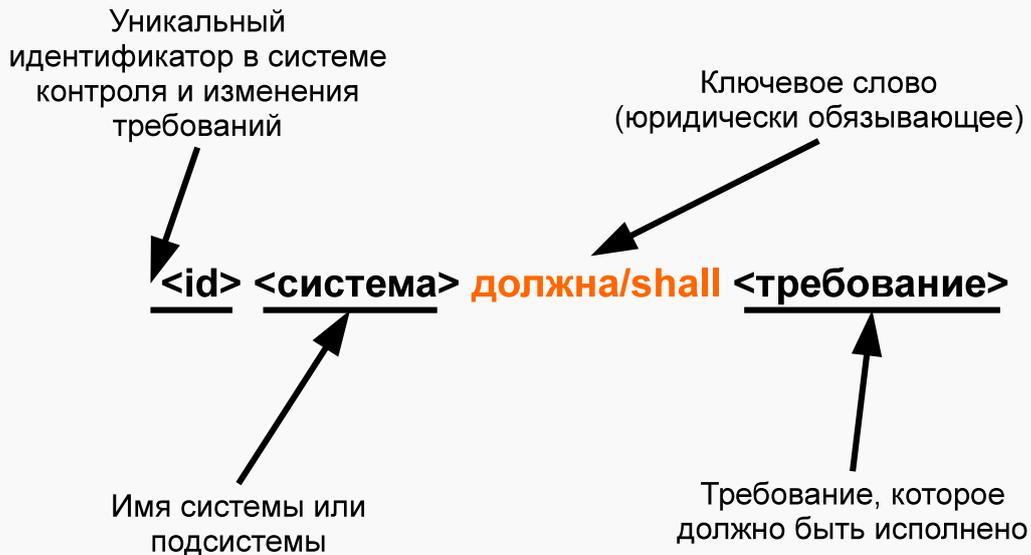 Уникальный
идентификатор в системе
контроля и изменения
требований
Ключевое слово
(юридически обязывающее)
<id> <система> должна/shall <требование>
Имя системы или
подсистемы
Требование, которое
должно быть исполнено